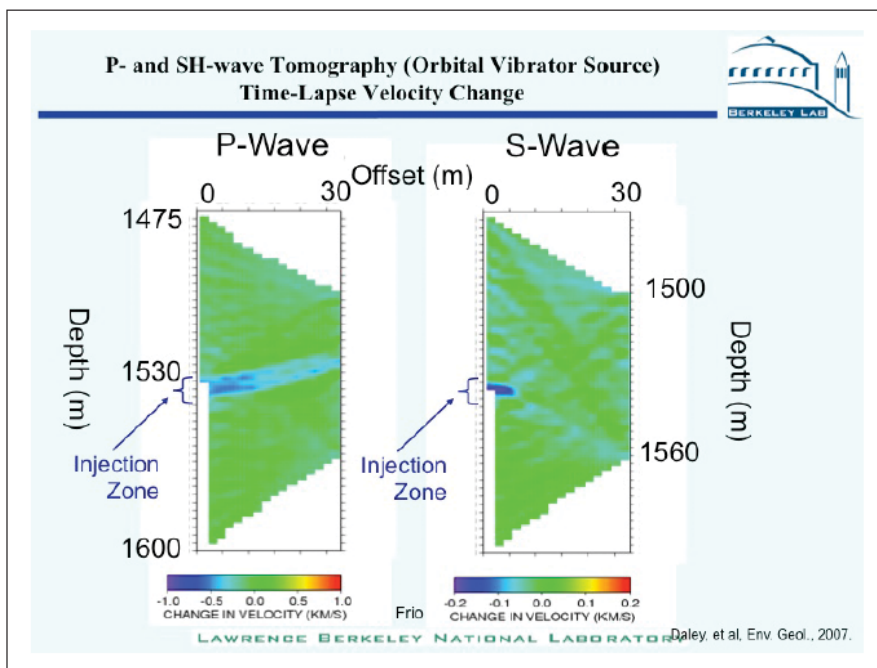 P- and SH-wave Tomography (Orbital Vibrator Source)
Time-Lapse Velocity Change
BERKELEY LAB
P-Wave
S-Wave
Offset (m)
0
30
0
30
1475
1500
Depth (m)
1530
Depth (m)
Injection
Zone
Injection
Zone
1560
1600
-1.0 -0.5 0.0 0.5 1.0
CHANGE IN VELOCITY (KM/S)
Frio
-0.2 -0.1 0.0 0.1 0.2
CHANGE IN VELOCITY (KM/S)
LAWRENCE BERKELEY NATIONAL LABORATORY
Daley, et al, Env. Geol., 2007.